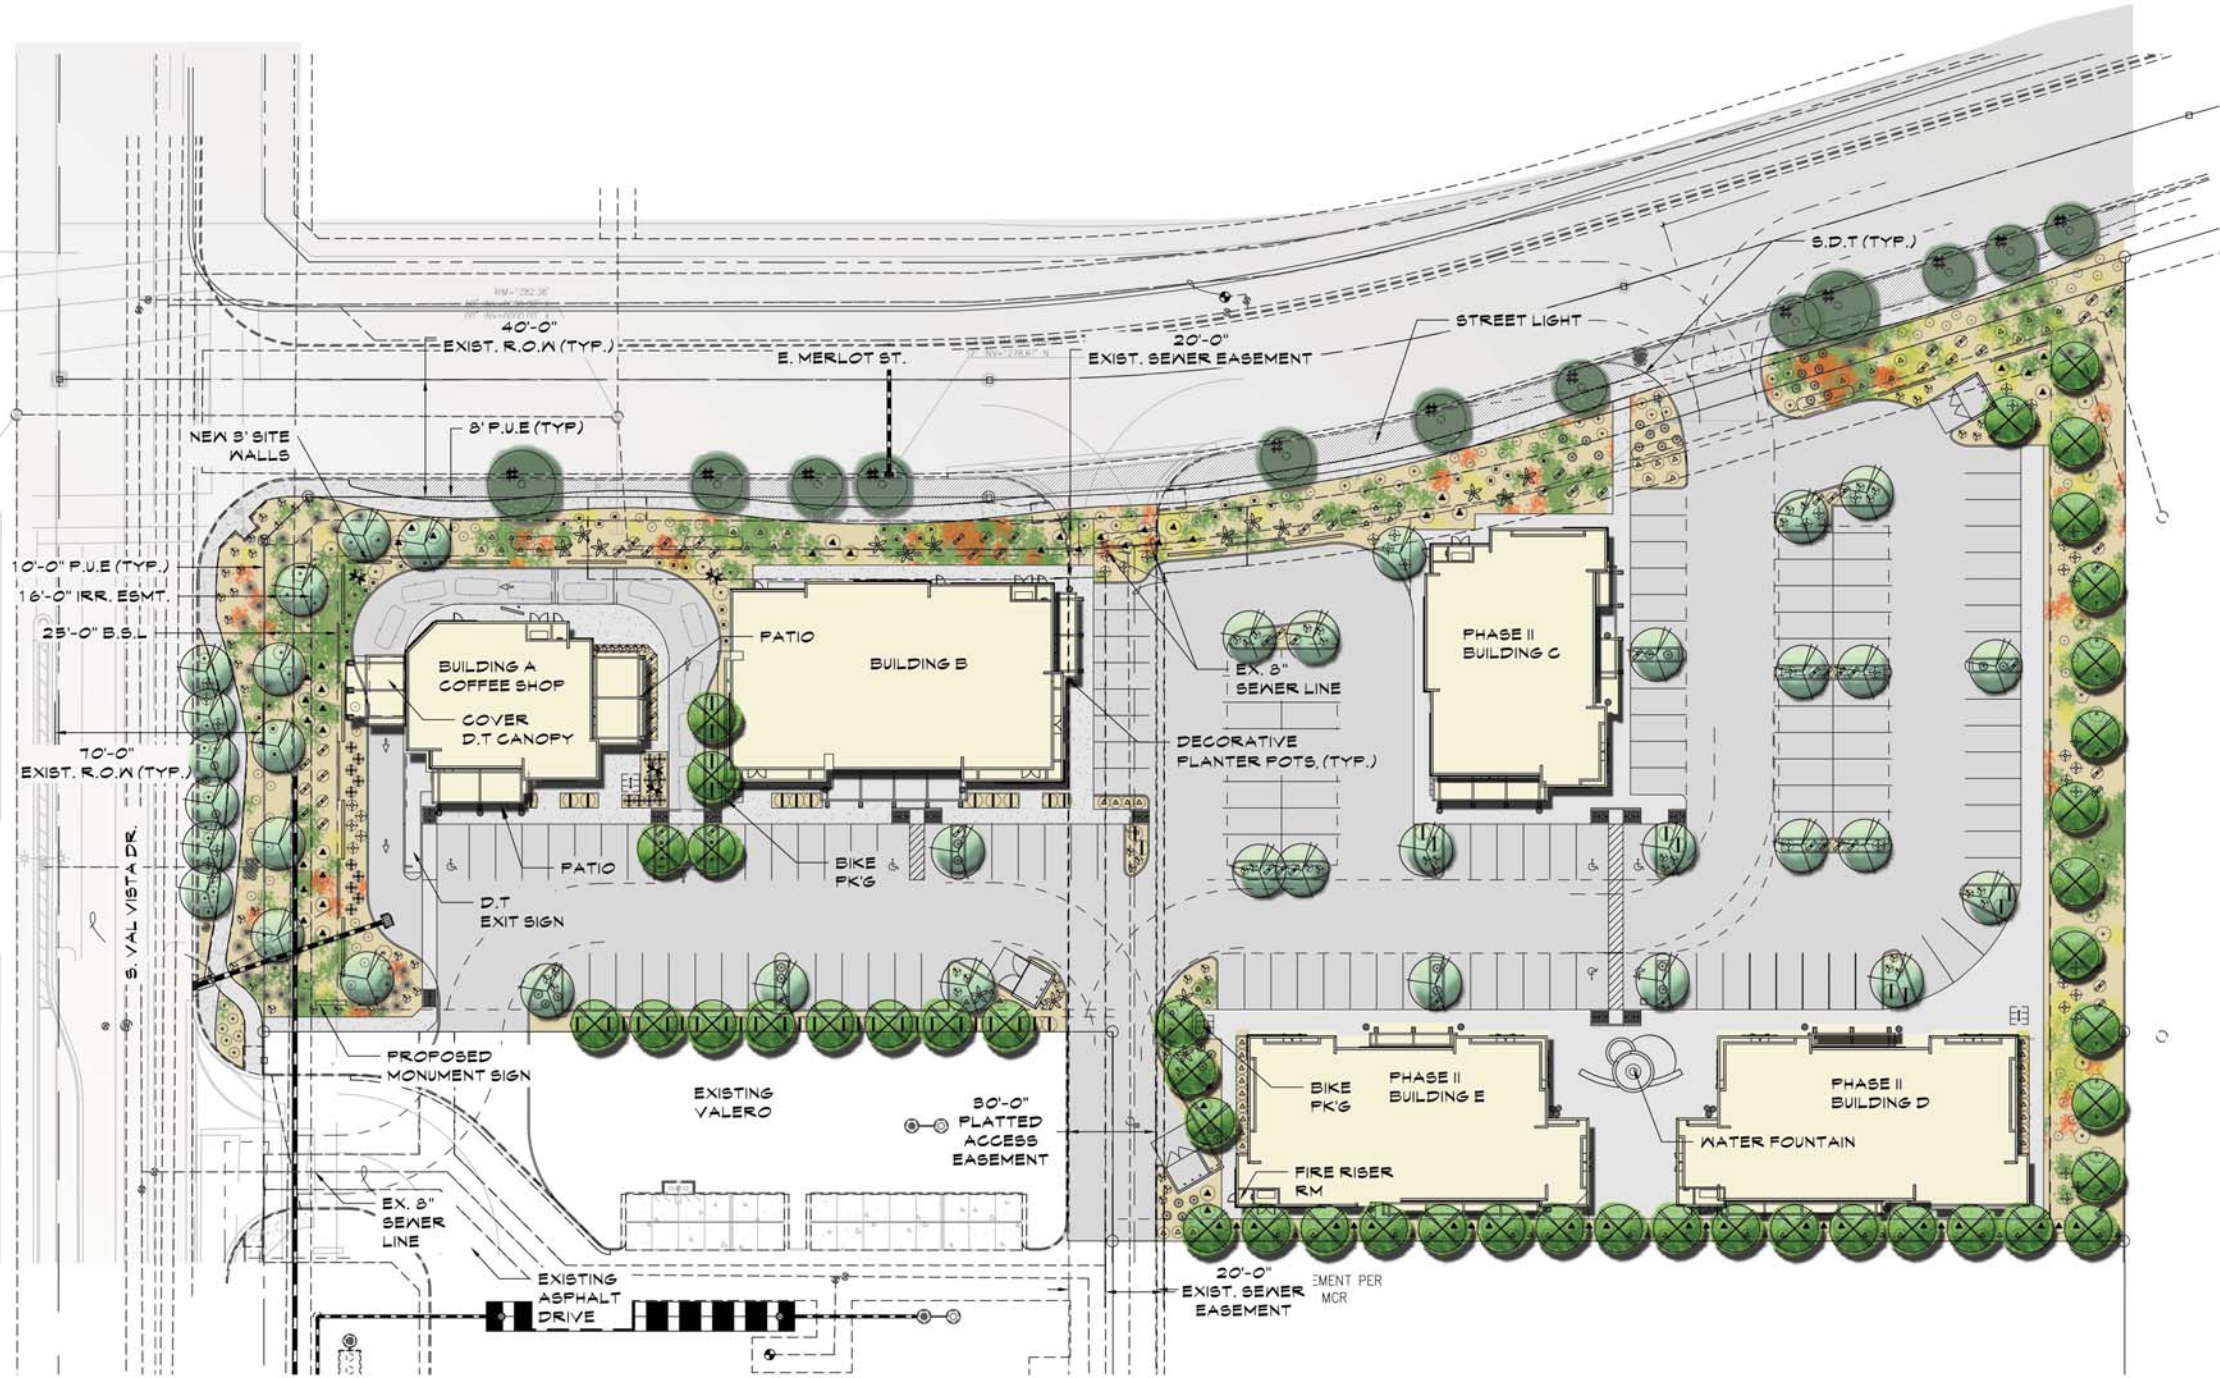 S.D.T (TYP.)
RM=1282.36'
40'-0"
EXIST. R.O.W (TYP.)
E. MERLOT ST.
20'-0"
EXIST. SEWER EASEMENT
STREET LIGHT
NEW 3' SITE
WALLS
8' P.U.E (TYP)
10'-0" P.U.E (TYP.)
16'-0" IRR. ESMT.
25'-0" B.S.L
70'-0"
EXIST. R.O.W (TYP.)
S. VAL VISTA DR.
BUILDING A
COFFEE SHOP
COVER
D.T CANOPY
PATIO
BUILDING B
EX. 8"
SEWER LINE
DECORATIVE
PLANTER POTS, (TYP.)
PHASE II
BUILDING C
PATIO
BIKE
PK'G
D.T
EXIT SIGN
PROPOSED
MONUMENT SIGN
EXISTING
VALERO
30'-0"
PLATTED
ACCESS
EASEMENT
BIKE
PK'G
PHASE II
BUILDING E
PHASE II
BUILDING D
WATER FOUNTAIN
FIRE RISER
RM
EX. 8"
SEWER
LINE
EXISTING
ASPHALT
DRIVE
20'-0"
EXIST. SEWER
EASEMENT
EMENT PER
MCR